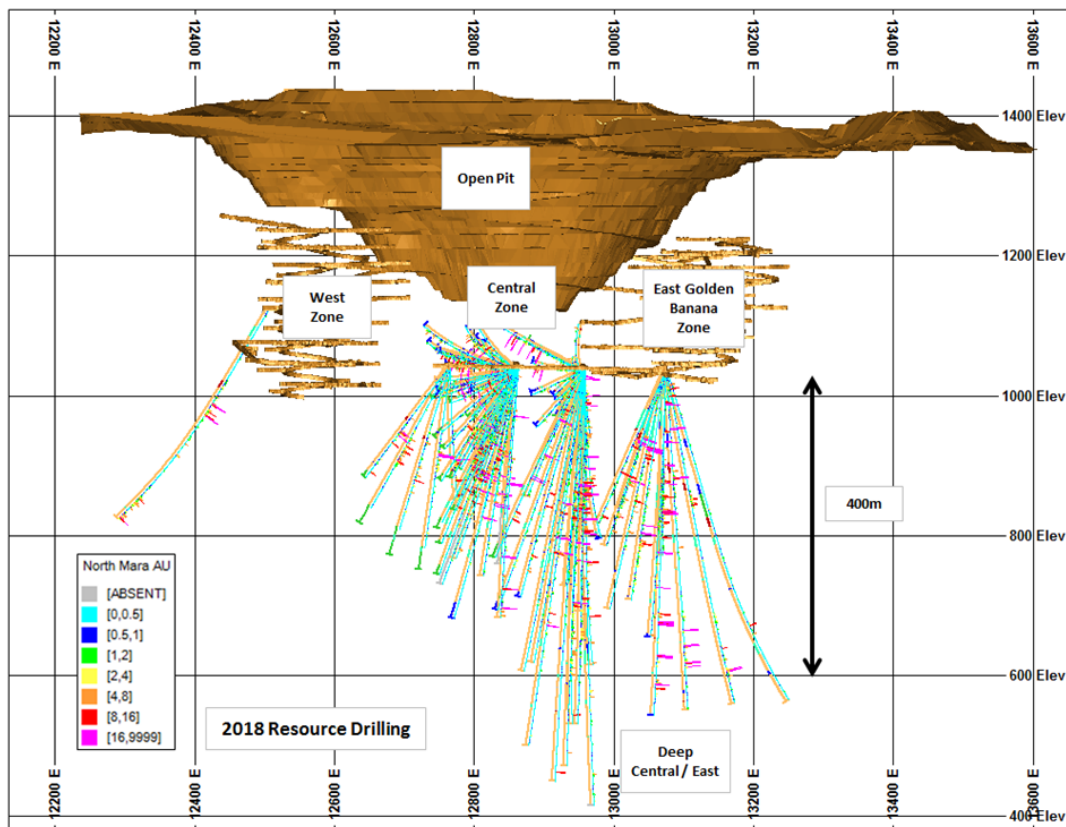 12200 E
12400 E
12600 E
12800 E
13000 E
13200 E
13400 E
13600 E
1400 Elev
Open Pit
1200 Elev
West
Zone
Central
Zone
East Golden
Banana
Zone
1000 Elev
400m
800 Elev
North Mara AU
[ABSENT]
[0,0.5]
[0.5,1]
[1,2]
[2,4]
[4,8]
[8,16]
[16,9999]
600 Elev
2018 Resource Drilling
Deep
Central / East
400 Elev
12200 E
12400 E
12600 E
12800 E
13000 E
13200 E
13400 E
13600 E